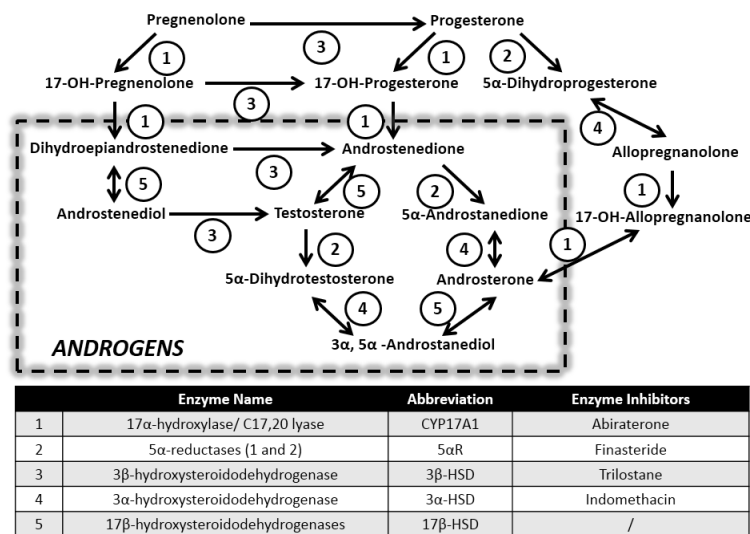 Pregnenolone
Progesterone
3
1
1
2
17-OH-Pregnenolone
17-OH-Progesterone
5α-Dihydroprogesterone
3
1
1
4
Dihydroepiandrostenedione
Androstenedione
Allopregnanolone
3
5
5
2
1
Androstenediol
Testosterone
5α-Androstanedione
17-OH-Allopregnanolone
3
2
4
1
5α-Dihydrotestosterone
Androsterone
4
5
ANDROGENS
3α, 5α -Androstanediol
Enzyme Name Abbreviation Enzyme Inhibitors
1 17α-hydroxylase/ C17,20 lyase CYP17A1 Abiraterone
2 5α-reductases (1 and 2) 5αR Finasteride
3 3β-hydroxysteroidodehydrogenase 3β-HSD Trilostane
4 3α-hydroxysteroidodehydrogenase 3α-HSD Indomethacin
5 17β-hydroxysteroidodehydrogenases 17β-HSD /